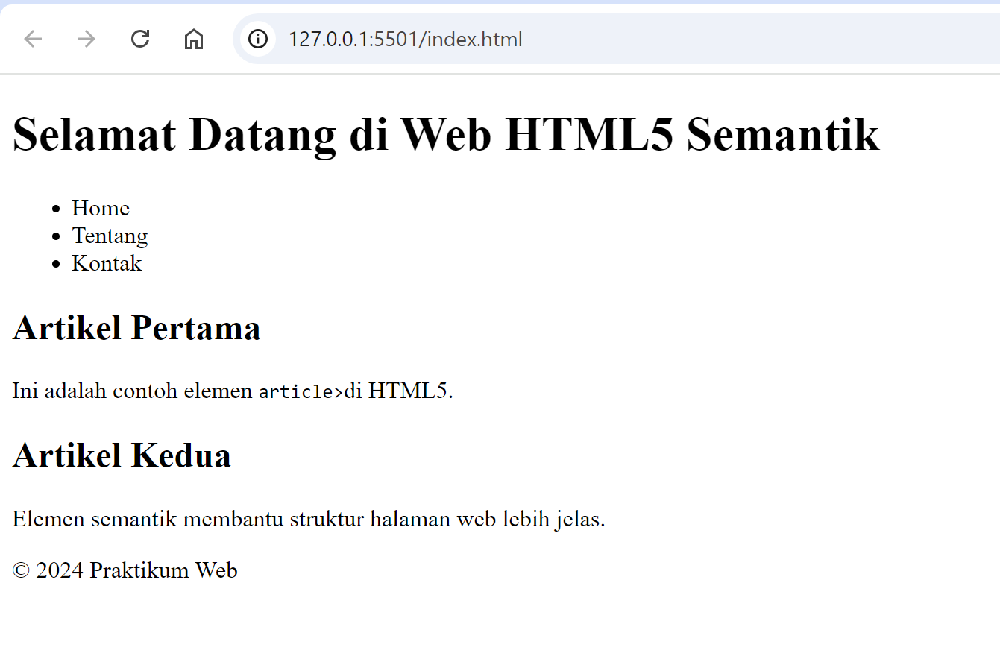 127.0.0.1:5501/index.html
Selamat Datang di Web HTML5 Semantik
Home
Tentang
Kontak
Artikel Pertama
Ini adalah contoh elemen article>di HTML5.
Artikel Kedua
Elemen semantik membantu struktur halaman web lebih jelas.
© 2024 Praktikum Web